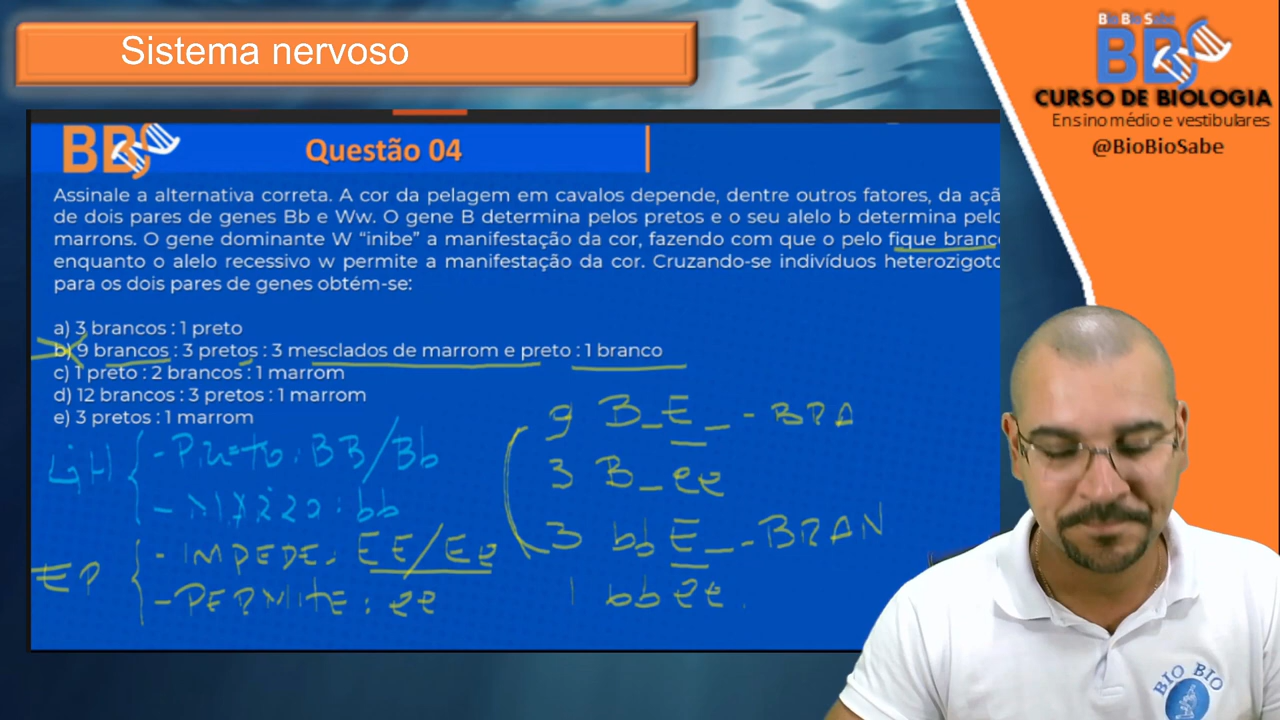 Sistema nervoso
Bio Bio Sabe
BBS
CURSO DE BIOLOGIA
Ensino médio e vestibulares
@BioBioSabe
BBS
Questão 04
Assinale a alternativa correta. A cor da pelagem em cavalos depende, dentre outros fatores, da açã
de dois pares de genes Bb e Ww. O gene B determina pelos pretos e o seu alelo b determina pelo
marrons. O gene dominante W “inibe” a manifestação da cor, fazendo com que o pelo fique branc
enquanto o alelo recessivo w permite a manifestação da cor. Cruzando-se indivíduos heterozigoto
para os dois pares de genes obtém-se:
a) 3 brancos : 1 preto
b) 9 brancos : 3 pretos : 3 mesclados de marrom e preto : 1 branco
c) 1 preto : 2 brancos : 1 marrom
d) 12 brancos : 3 pretos : 1 marrom
e) 3 pretos : 1 marrom
- Preto: BB/Bb
: bb
EP
- IMPEDE: EE/Ee
- PERMITE: ee
9 B_E_ - BRA
3 B_ee
3 bbE_ - BRAN
1 bbee
BIO BIO